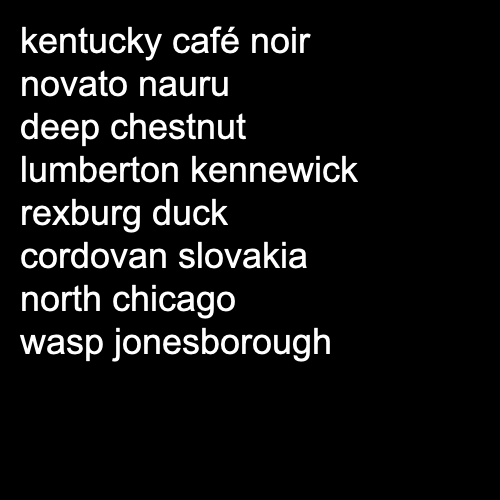 kentucky café noir
novato nauru
deep chestnut
lumberton kennewick
rexburg duck
cordovan slovakia
north chicago
wasp jonesborough